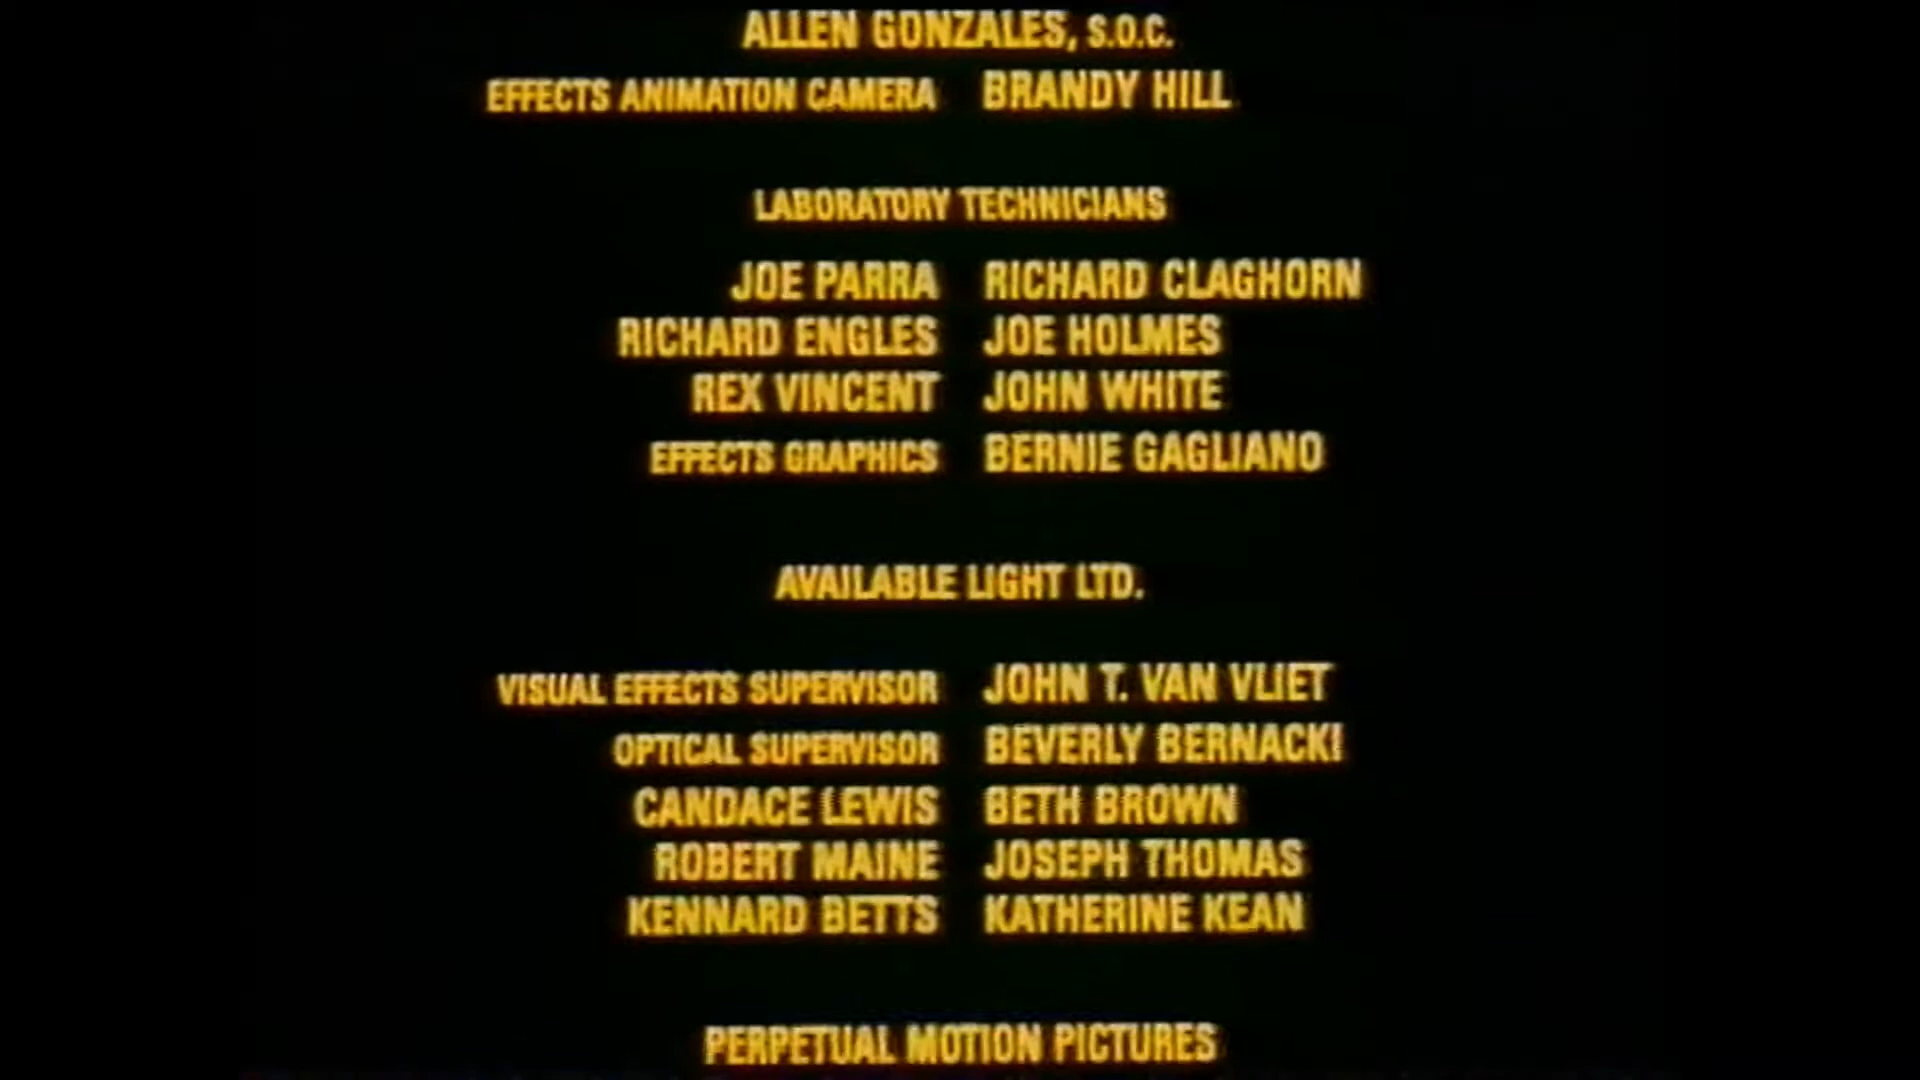 ALLEN GONZALES, S.O.C.
EFFECTS ANIMATION CAMERA BRANDY HILL
LABORATORY TECHNICIANS
JOE PARRA RICHARD CLAGHORN
RICHARD ENGLES JOE HOLMES
REX VINCENT JOHN WHITE
EFFECTS GRAPHICS BERNIE GAGLIANO
AVAILABLE LIGHT LTD.
VISUAL EFFECTS SUPERVISOR JOHN T. VAN VLIET
OPTICAL SUPERVISOR BEVERLY BERNACKI
CANDACE LEWIS BETH BROWN
ROBERT MAINE JOSEPH THOMAS
KENNARD BETTS KATHERINE KEAN
PERPETUAL MOTION PICTURES